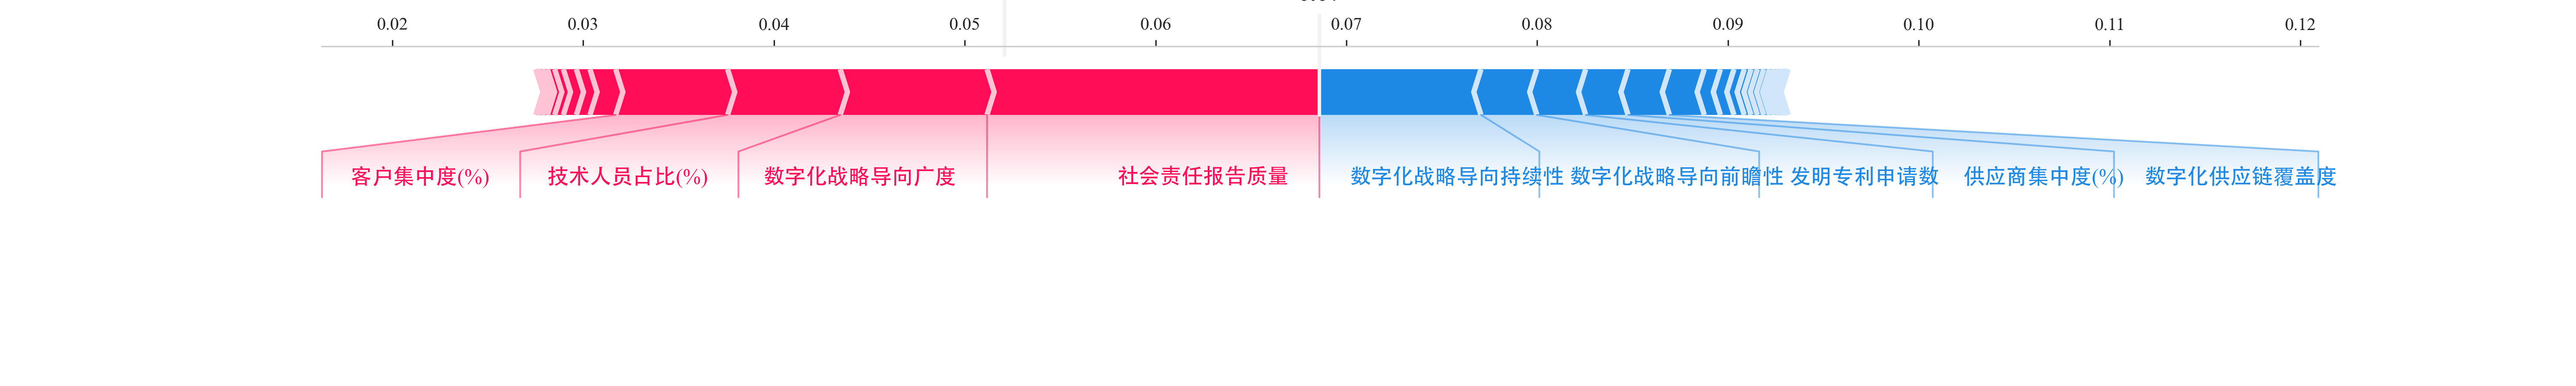 0.02 0.03 0.04 0.05 0.06 0.07 0.08 0.09 0.10 0.11 0.12
客户集中度(%) 技术人员占比(%) 数字化战略导向广度 社会责任报告质量 数字化战略导向持续性 数字化战略导向前瞻性 发明专利申请数 供应商集中度(%) 数字化供应链覆盖度